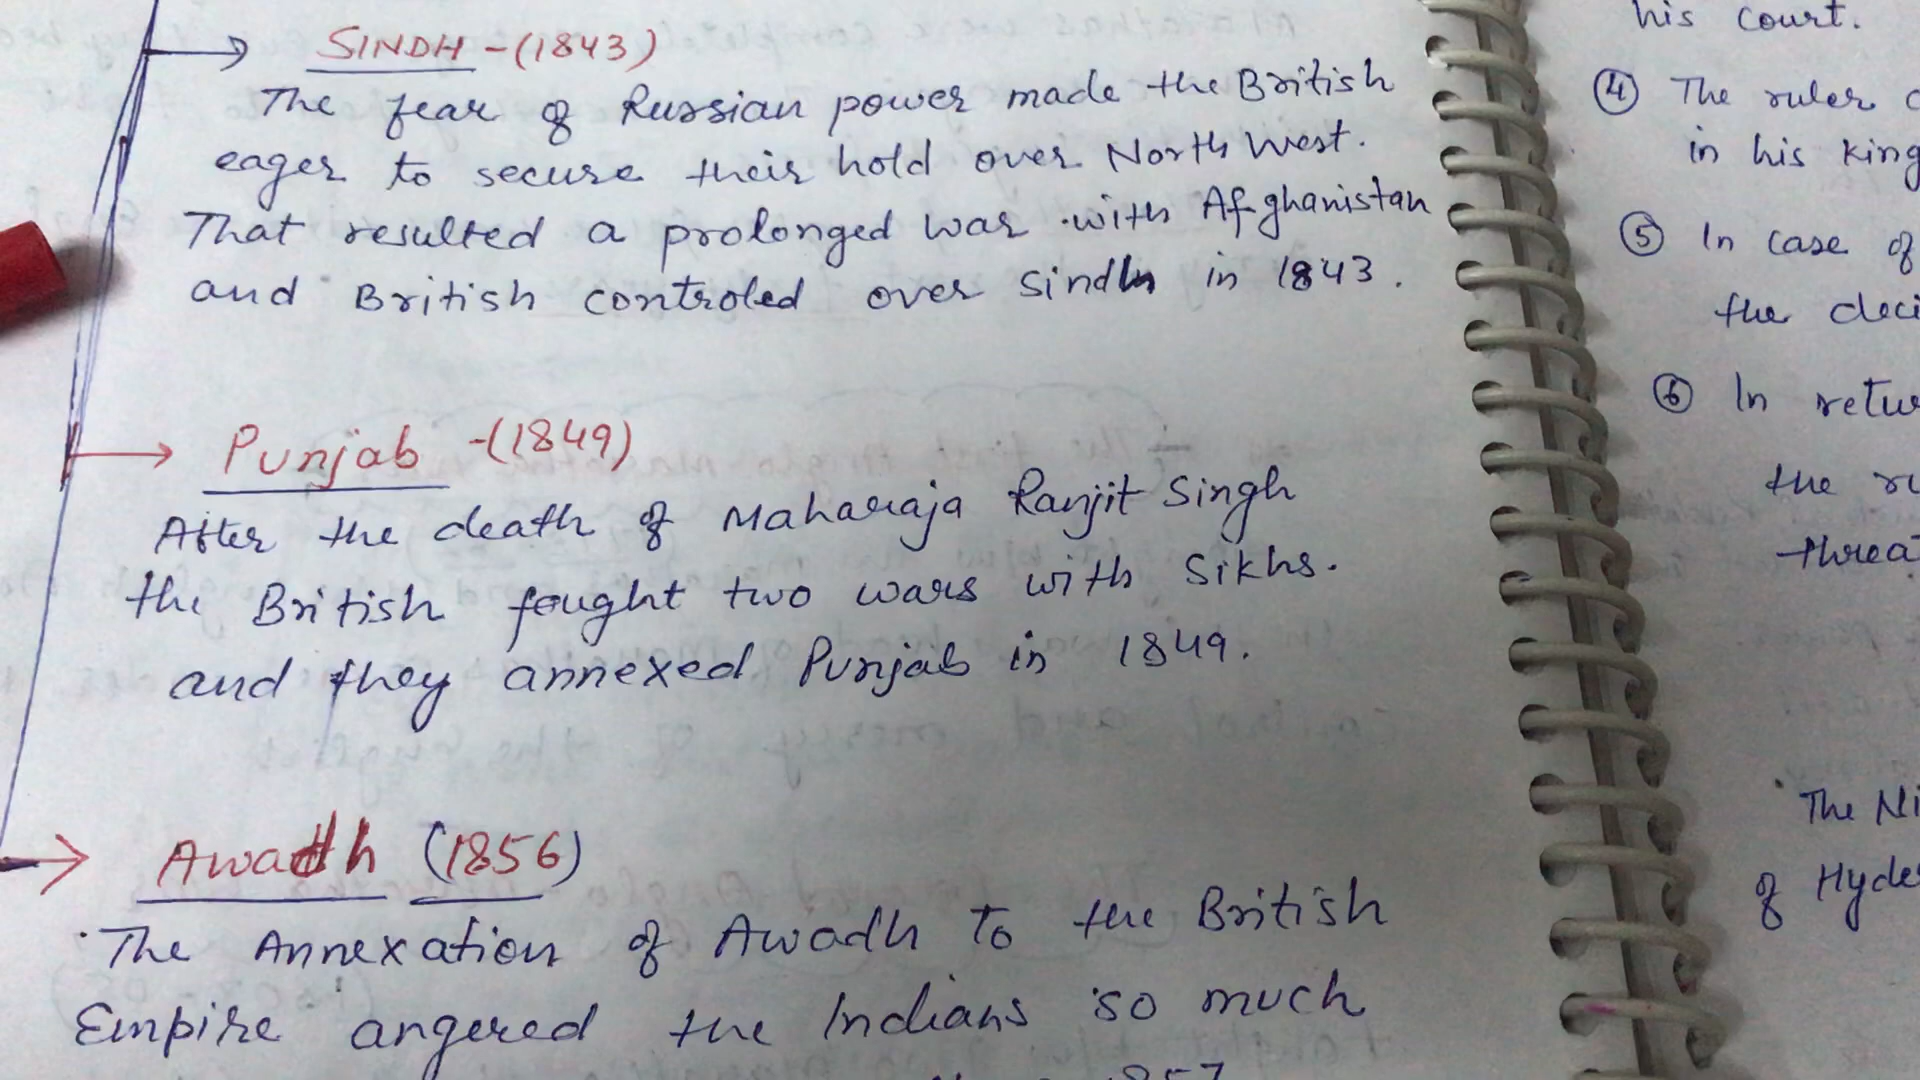 SINDH -(1843)
The fear of Russian power made the British
eager to secure their hold over North West.
That resulted a prolonged war with Afghanistan
and British controled over Sindh in 1843.
Punjab -(1849)
After the death of Maharaja Ranjit Singh
the British fought two wars with Sikhs.
and they annexed Punjab in 1849.
Awadh (1856)
The Annexation of Awadh to the British
Empire angered the Indians so much
1857
his court.
④ The ruler
in his king
⑤ In case of
the deci
⑥ In retu
the ru
threat
The Ni
of Hyde